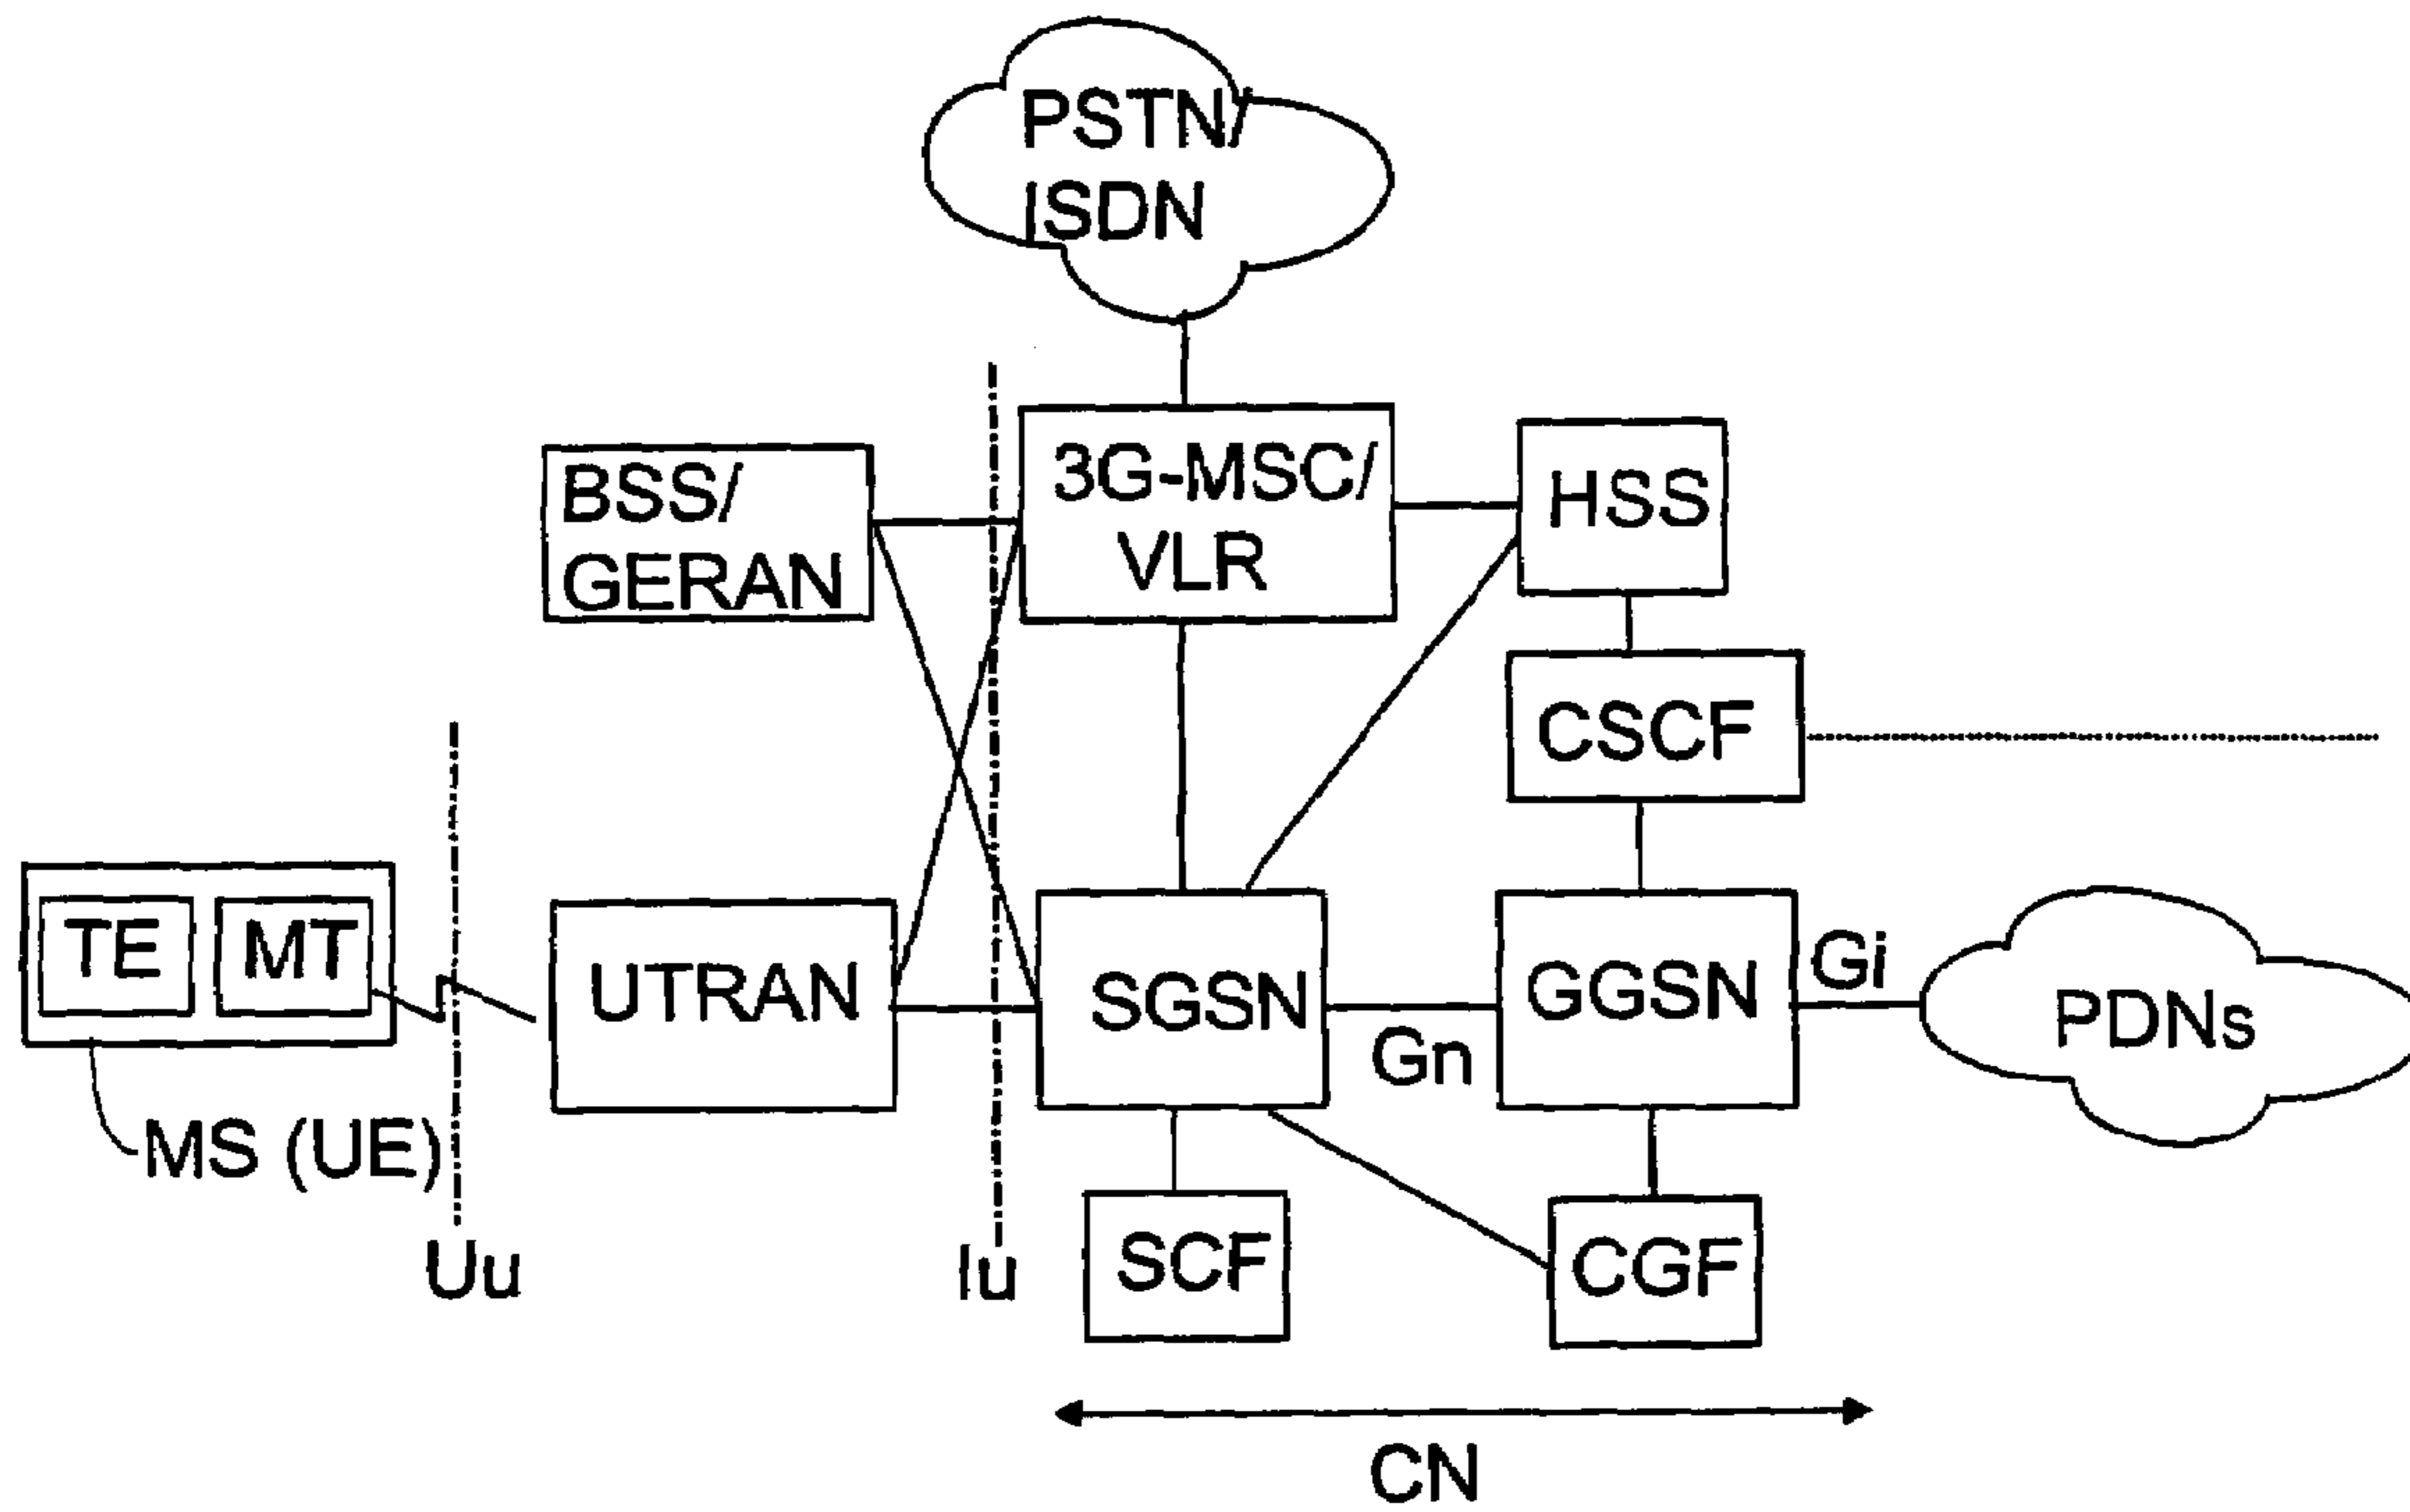 PSTN/
ISDN
BSS/
GERAN
3G-MSC/
VLR
HSS
CSCF
TE
MT
UTRAN
SGSN
Gn
GGSN
Gi
PDNs
MS (UE)
Uu
Iu
SCF
CGF
CN